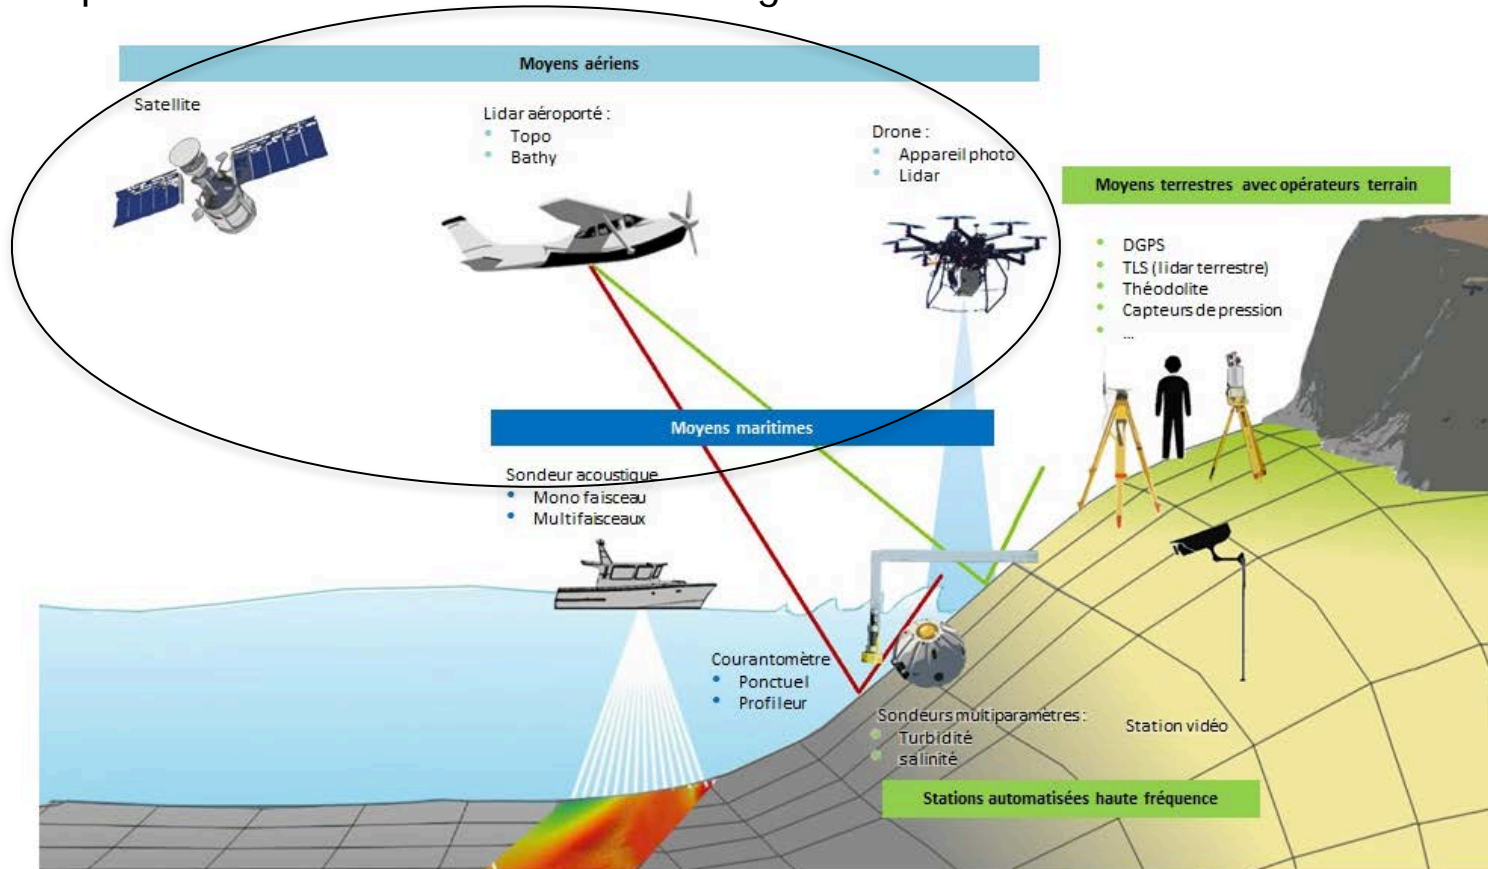 Moyens aériens
Satellite
Lidar aéroporté :
• Topo
• Bathy
Drone :
• Appareil photo
• Lidar
Moyens terrestres avec opérateurs terrain
• DGPS
• TLS (lidar terrestre)
• Théodolite
• Capteurs de pression
• ...
Moyens maritimes
Sondeur acoustique
• Mono faisceau
• Multifaisceaux
Courantomètre
• Ponctuel
• Profileur
Sondeurs multiparamètres :
• Turbidité
• salinité
Station vidéo
Stations automatisées haute fréquence